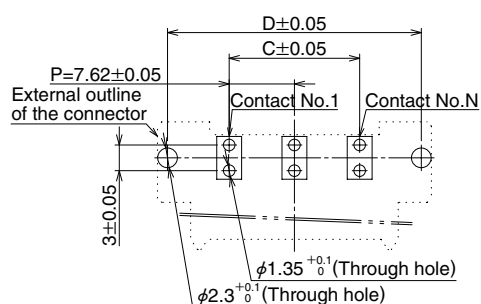 D±0.05
C±0.05
P=7.62±0.05
External outline
of the connector
Contact No.1
Contact No.N
3±0.05
φ1.35 +0.1 0 (Through hole)
φ2.3 +0.1 0 (Through hole)